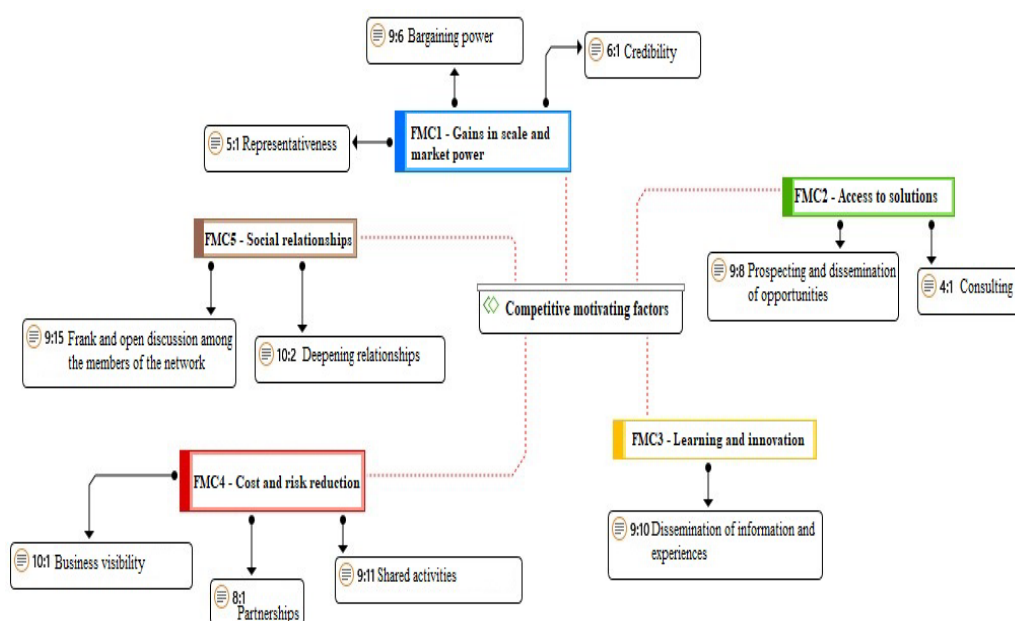 9:6 Bargaining power
6:1 Credibility
FMC1 - Gains in scale and
market power
5:1 Representativeness
FMC2 - Access to solutions
FMC5 - Social relationships
9:8 Prospecting and dissemination
of opportunities
4:1 Consulting
Competitive motivating factors
9:15 Frank and open discussion among
the members of the network
10:2 Deepening relationships
FMC3 - Learning and innovation
FMC4 - Cost and risk reduction
9:10 Dissemination of information and
experiences
10:1 Business visibility
9:11 Shared activities
8:1
Partnerships